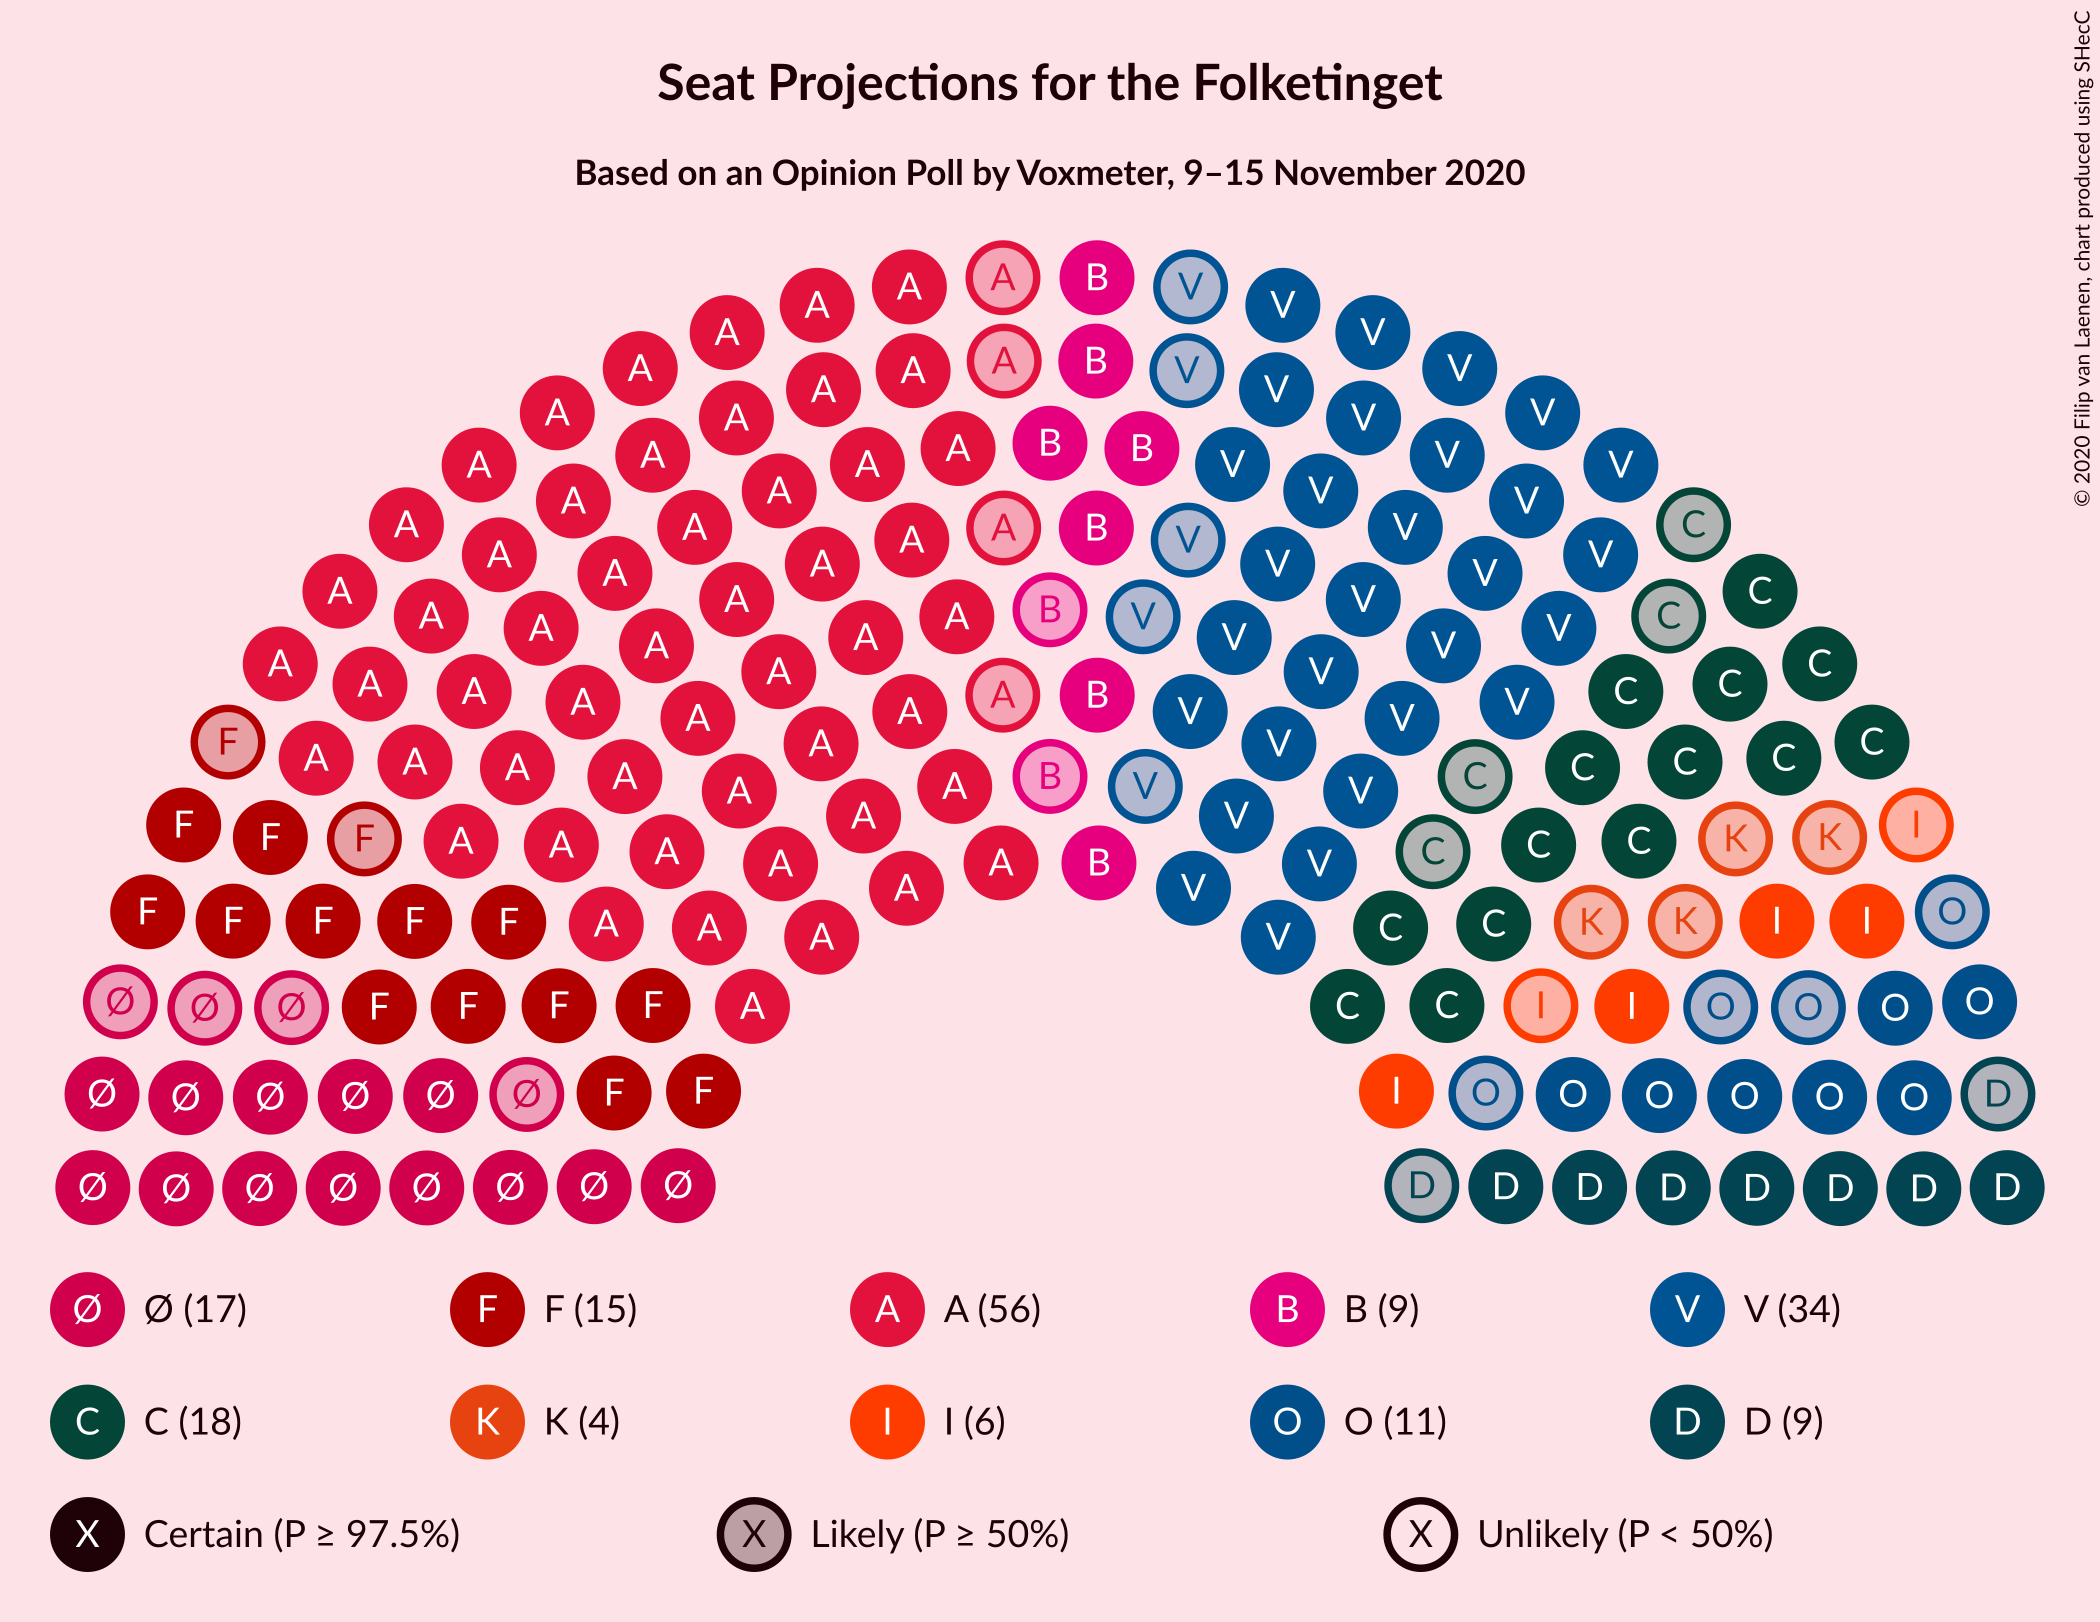 Seat Projections for the Folketinget
Based on an Opinion Poll by Voxmeter, 9–15 November 2020
© 2020 Filip van Laenen, chart produced using SHecC
A A A B V V
A A A A B V V V V
A A A B B V V V V
A A A A A B V V V V C
A A A A A B V V V V V C
A A A A A B V V V V V C C
A A A A A A B V V V V C C C
F A A A A A A B V V V C C C C C
F F F A A A A A A B V V C C C K K I
F F F F F A A A V C C K K I I O
Ø Ø Ø F F F F A C C I I O O O O
Ø Ø Ø Ø Ø Ø F F I O O O O O O D
Ø Ø Ø Ø Ø Ø Ø Ø D D D D D D D D
Ø Ø (17) F F (15) A A (56) B B (9) V V (34)
C C (18) K K (4) I I (6) O O (11) D D (9)
X Certain (P ≥ 97.5%) X Likely (P ≥ 50%) X Unlikely (P < 50%)